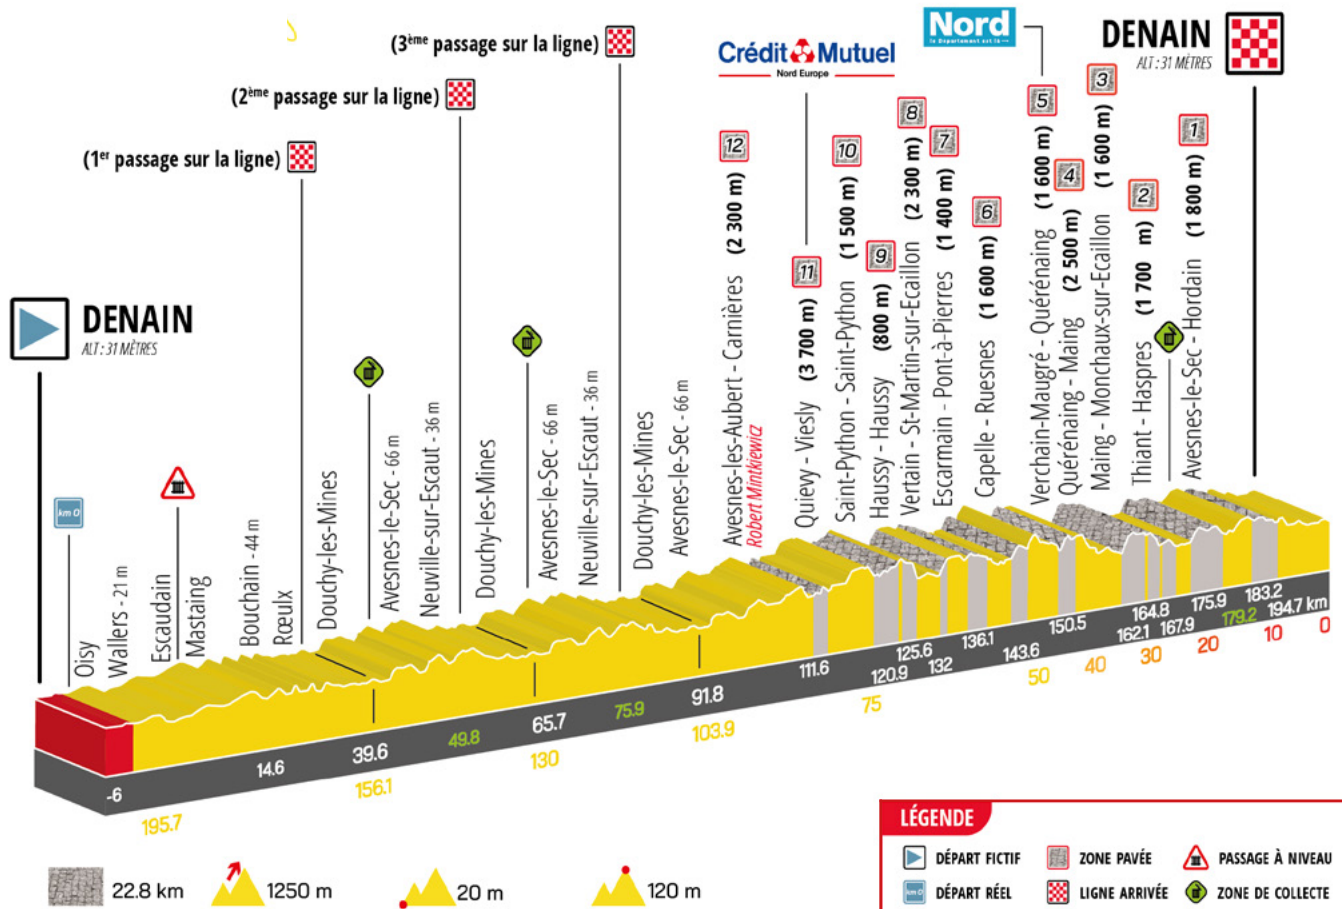 Nord
le Département est là
DENAIN
ALT : 31 MÈTRES
Crédit Mutuel
Nord Europe
(3ème passage sur la ligne)
(2ème passage sur la ligne)
(1er passage sur la ligne)
DENAIN
ALT : 31 MÈTRES
km 0
Oisy
Wallers - 21 m
Escaudain
Mastaing
Bouchain - 44 m
Rœulx
Douchy-les-Mines
Avesnes-le-Sec - 66 m
Neuville-sur-Escaut - 36 m
Douchy-les-Mines
Avesnes-le-Sec - 66 m
Neuville-sur-Escaut - 36 m
Douchy-les-Mines
Avesnes-le-Sec - 66 m
12
Avesnes-les-Aubert - Carnières (2 300 m)
Robert Mintkiewicz
11
Quievy - Viesly (3 700 m)
10
Saint-Python - Saint-Python (1 500 m)
9
Haussy - Haussy (800 m)
8
Vertain - St-Martin-sur-Ecaillon (2 300 m)
7
Escarmain - Pont-à-Pierres (1 400 m)
6
Capelle - Ruesnes (1 600 m)
5
Verchain-Maugré - Quérénaing (1 600 m)
4
Quérénaing - Maing (2 500 m)
3
Maing - Monchaux-sur-Ecaillon (1 600 m)
2
Thiant - Haspres (1 700 m)
1
Avesnes-le-Sec - Hordain (1 800 m)
-6
14.6
39.6
49.8
65.7
75.9
91.8
111.6
120.9
125.6
132
136.1
143.6
150.5
162.1
164.8
167.9
175.9
179.2
183.2
194.7 km
195.7
156.1
130
103.9
75
50
40
30
20
10
0
22.8 km
1250 m
20 m
120 m
LÉGENDE
DÉPART FICTIF
ZONE PAVÉE
PASSAGE À NIVEAU
km 0
DÉPART RÉEL
LIGNE ARRIVÉE
ZONE DE COLLECTE